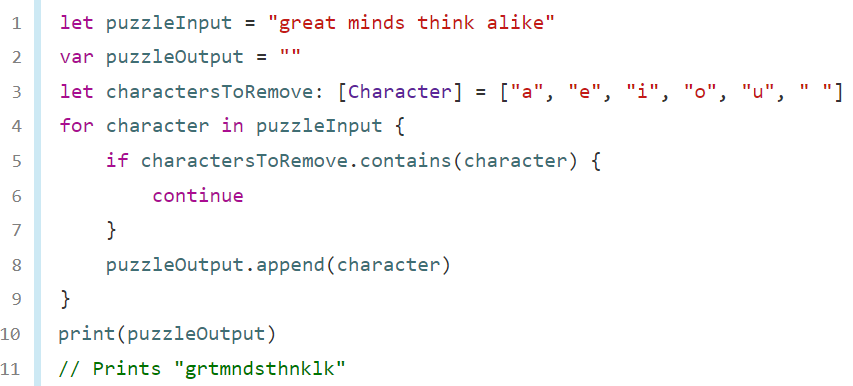 1 let puzzleInput = "great minds think alike"
2 var puzzleOutput = ""
3 let charactersToRemove: [Character] = ["a", "e", "i", "o", "u", " "]
4 for character in puzzleInput {
5     if charactersToRemove.contains(character) {
6         continue
7     }
8     puzzleOutput.append(character)
9 }
10 print(puzzleOutput)
11 // Prints "grtmndsthnklk"